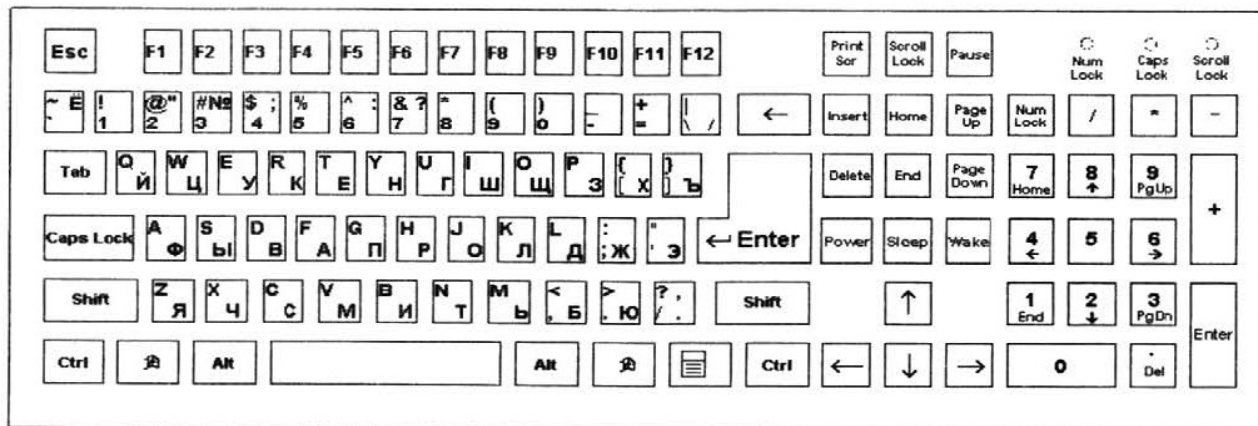 Esc F1 F2 F3 F4 F5 F6 F7 F8 F9 F10 F11 F12 Print Scr Scroll Lock Pause Num Lock Caps Lock Scroll Lock
~ Ё ` ! 1 @ " 2 # № 3 $ ; 4 % 5 ^ : 6 & ? 7 * 8 ( 9 ) 0 _ - + = | \ / ← Insert Home Page Up Num Lock / * -
Tab Q Й W Ц E У R К T Е Y Н U Г I Ш O Щ P З { [ Х } ] Ъ Delete End Page Down 7 Home 8 ↑ 9 PgUp +
Caps Lock A Ф S Ы D В F А G П H Р J О K Л L Д : ; Ж " ' Э ↵ Enter Power Sleep Wake 4 ← 5 6 →
Shift Z Я X Ч C С V М B И N Т M Ь < , Б > . Ю ? , / . Shift ↑ 1 End 2 ↓ 3 PgDn Enter
Ctrl Alt Alt Ctrl ← ↓ → 0 . Del